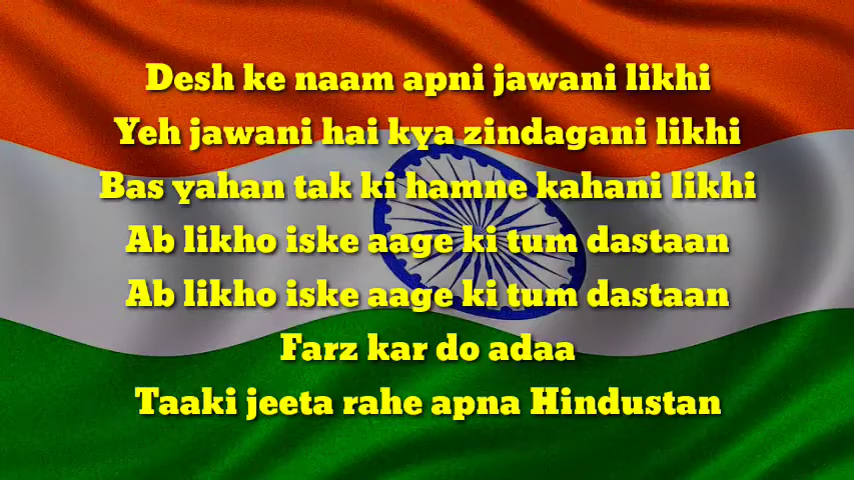 Desh ke naam apni jawani likhi
Yeh jawani hai kya zindagani likhi
Bas yahan tak ki hamne kahani likhi
Ab likho iske aage ki tum dastaan
Ab likho iske aage ki tum dastaan
Farz kar do adaa
Taaki jeeta rahe apna Hindustan